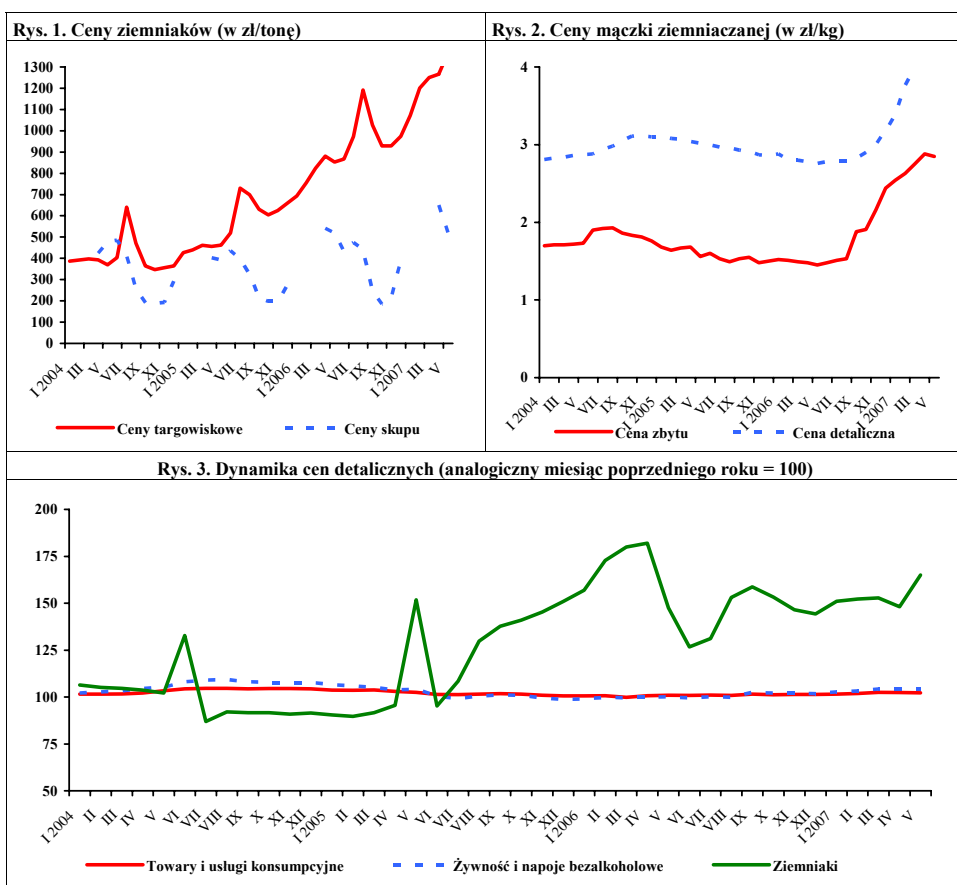 Rys. 1. Ceny ziemniaków (w zł/tonę)
1300
1200
1100
1000
900
800
700
600
500
400
300
200
100
0
I 2004
III
V
VII
IX
XI
I 2005
III
V
VII
IX
XI
I 2006
III
V
VII
IX
XI
I 2007
III
V
Ceny targowiskowe
Ceny skupu
Rys. 2. Ceny mączki ziemniaczanej (w zł/kg)
4
3
2
1
0
I 2004
III
V
VII
IX
XI
I 2005
III
V
VII
IX
XI
I 2006
III
V
VII
IX
XI
I 2007
III
V
Cena zbytu
Cena detaliczna
Rys. 3. Dynamika cen detalicznych (analogiczny miesiąc poprzedniego roku = 100)
200
175
150
125
100
75
50
I 2004
II
III
IV
V
VI
VII
VIII
IX
X
XI
XII
I 2005
II
III
IV
V
VI
VII
VIII
IX
X
XI
XII
I 2006
II
III
IV
V
VI
VII
VIII
IX
X
XI
XII
I 2007
II
III
IV
V
Towary i usługi konsumpcyjne
Żywność i napoje bezalkoholowe
Ziemniaki